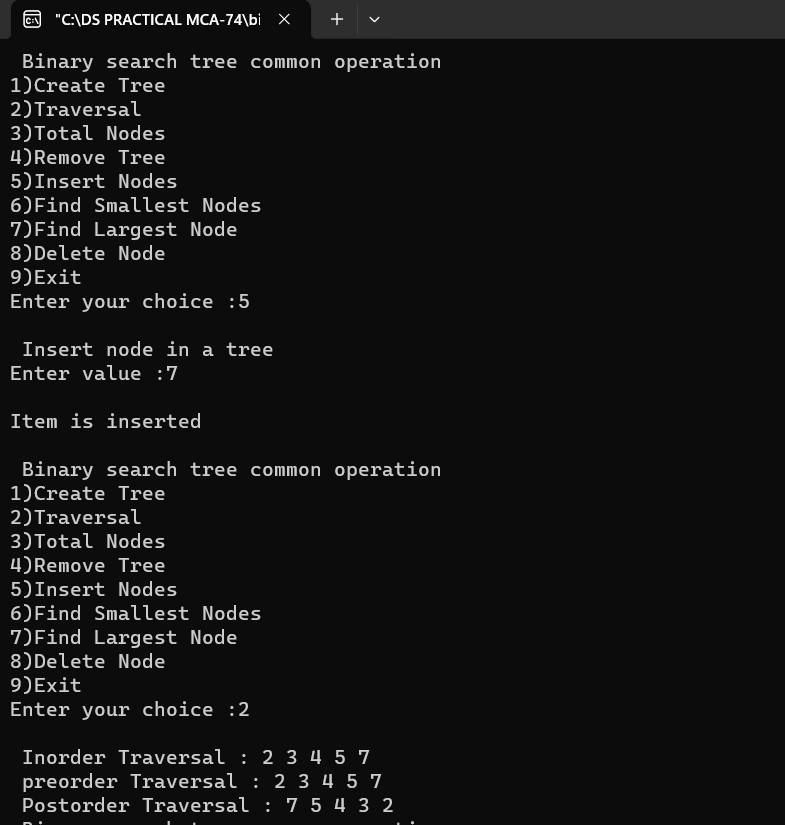 "C:\DS PRACTICAL MCA-74\bi
Binary search tree common operation
1)Create Tree
2)Traversal
3)Total Nodes
4)Remove Tree
5)Insert Nodes
6)Find Smallest Nodes
7)Find Largest Node
8)Delete Node
9)Exit
Enter your choice :5
Insert node in a tree
Enter value :7
Item is inserted
Binary search tree common operation
1)Create Tree
2)Traversal
3)Total Nodes
4)Remove Tree
5)Insert Nodes
6)Find Smallest Nodes
7)Find Largest Node
8)Delete Node
9)Exit
Enter your choice :2
Inorder Traversal : 2 3 4 5 7
preorder Traversal : 2 3 4 5 7
Postorder Traversal : 7 5 4 3 2